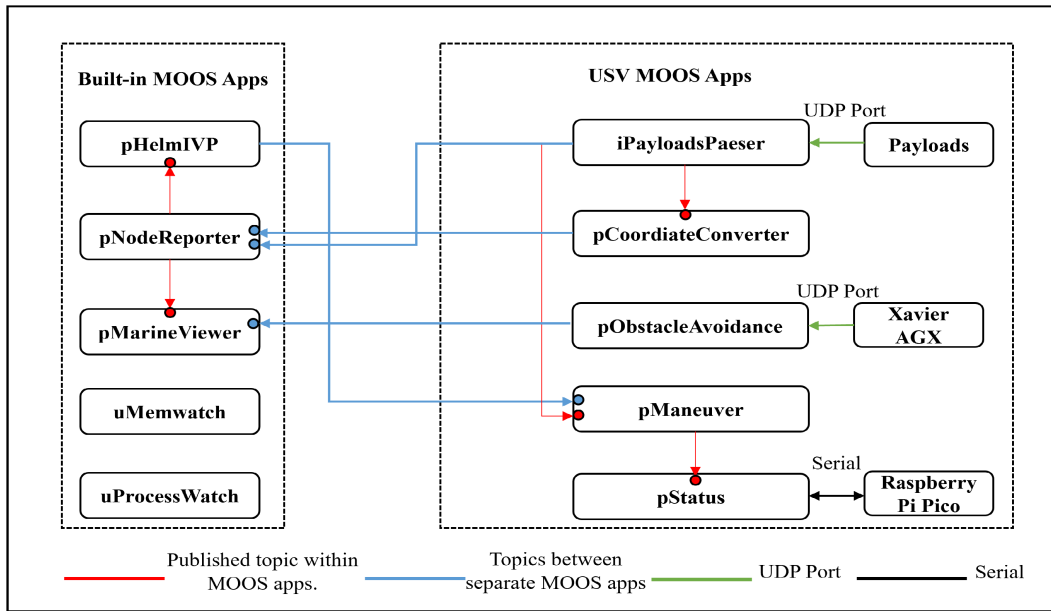 Built-in MOOS Apps
pHelmIVP
pNodeReporter
pMarineViewer
uMemwatch
uProcessWatch
USV MOOS Apps
UDP Port
iPayloadsPaeser
Payloads
pCoordiateConverter
UDP Port
pObstacleAvoidance
Xavier
AGX
pManeuver
Serial
pStatus
Raspberry
Pi Pico
Published topic within
MOOS apps.
Topics between
separate MOOS apps
UDP Port
Serial